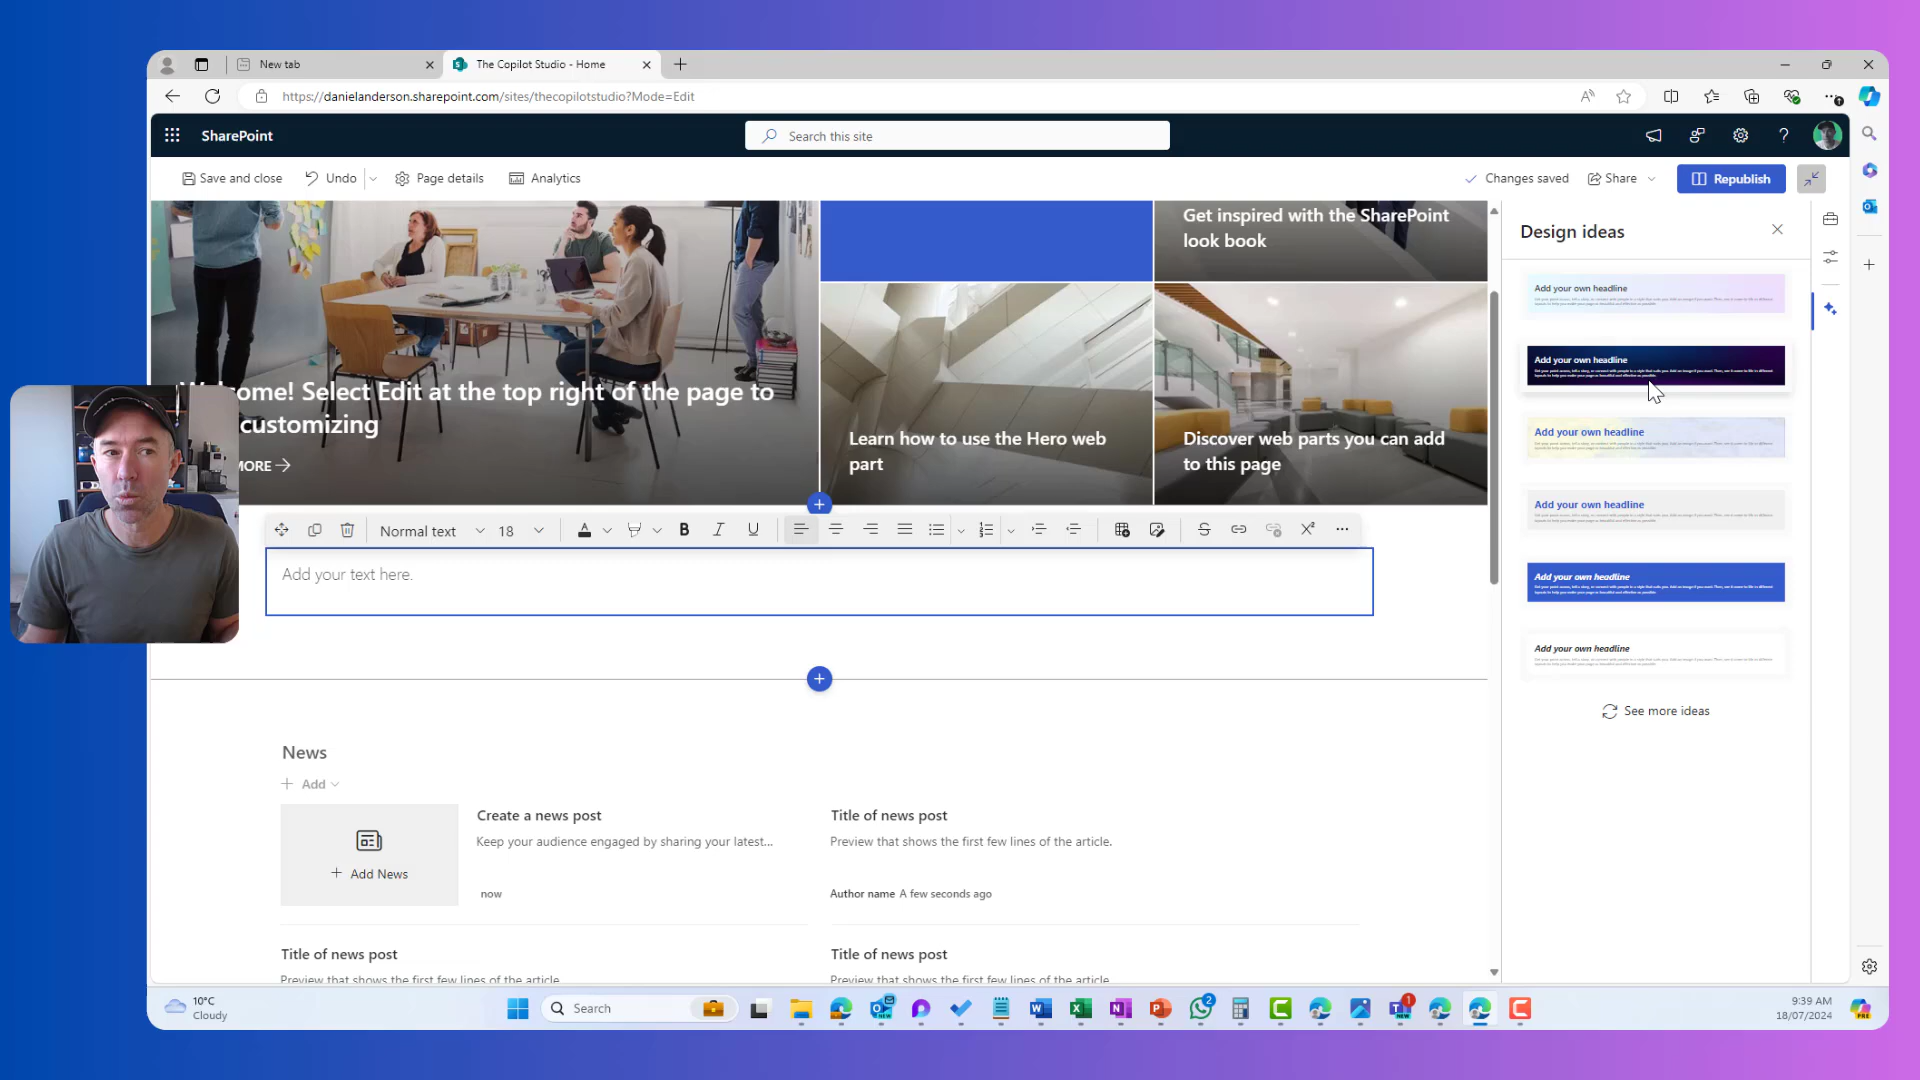 New tab
The Copilot Studio - Home
https://danielanderson.sharepoint.com/sites/thecopilotstudio?Mode=Edit
SharePoint
Search this site
Save and close
Undo
Page details
Analytics
Changes saved
Share
Republish
Get inspired with the SharePoint
look book
ome! Select Edit at the top right of the page to
customizing
MORE
Learn how to use the Hero web
part
Discover web parts you can add
to this page
Normal text
18
Add your text here.
News
Add
Add News
Create a news post
Keep your audience engaged by sharing your latest...
now
Title of news post
Preview that shows the first few lines of the article.
Author name A few seconds ago
Title of news post
Preview that shows the first few lines of the article.
Title of news post
Preview that shows the first few lines of the article.
Design ideas
Add your own headline
Add your own headline
Add your own headline
Add your own headline
Add your own headline
Add your own headline
See more ideas
10°C
Cloudy
Search
2
1
9:39 AM
18/07/2024